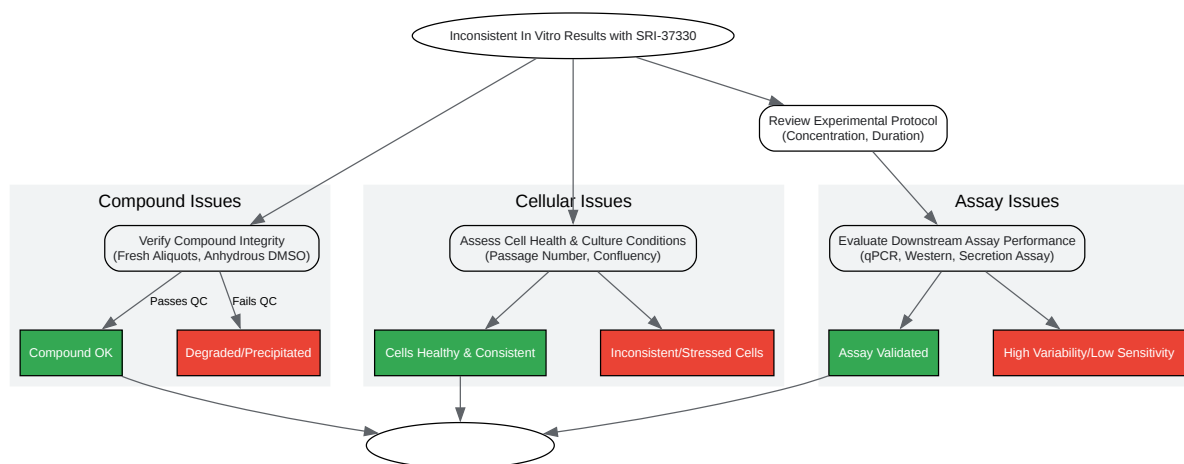 Inconsistent In Vitro Results with SRI-37330
Review Experimental Protocol
(Concentration, Duration)
Compound Issues
Cellular Issues
Assay Issues
Verify Compound Integrity
(Fresh Aliquots, Anhydrous DMSO)
Assess Cell Health & Culture Conditions
(Passage Number, Confluency)
Evaluate Downstream Assay Performance
(qPCR, Western, Secretion Assay)
Passes QC
Fails QC
Compound OK
Degraded/Precipitated
Cells Healthy & Consistent
Inconsistent/Stressed Cells
Assay Validated
High Variability/Low Sensitivity